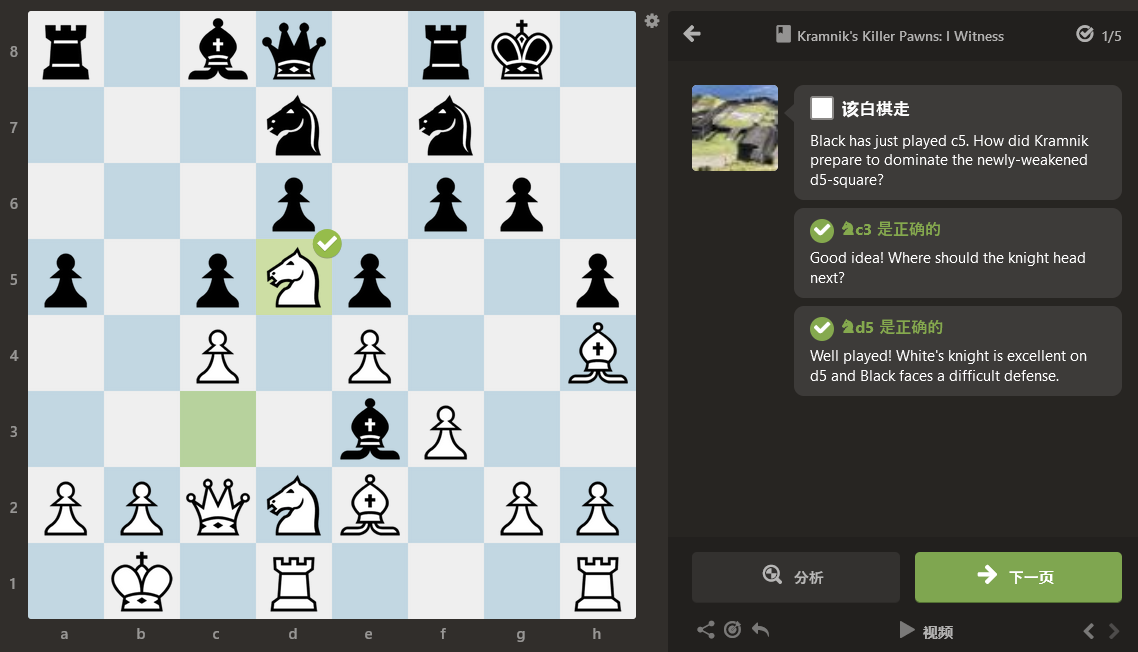 Kramnik's Killer Pawns: I Witness
1/5
8
7
6
5
4
3
2
1
a b c d e f g h
该白棋走
Black has just played c5. How did Kramnik
prepare to dominate the newly-weakened
d5-square?
♞c3 是正确的
Good idea! Where should the knight head
next?
♞d5 是正确的
Well played! White's knight is excellent on
d5 and Black faces a difficult defense.
分析
下一页
视频